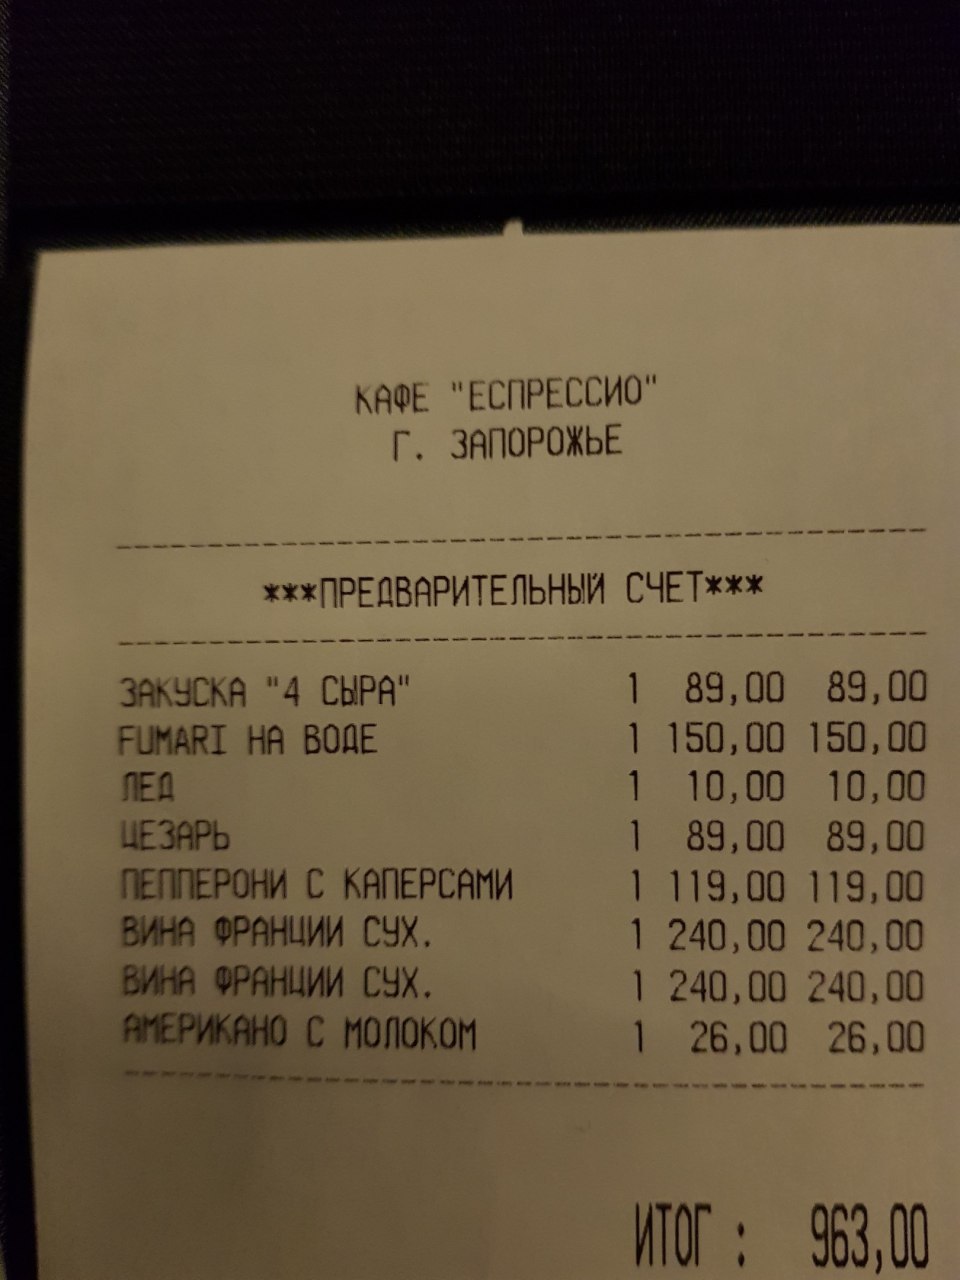 КАФЕ "ЕСПРЕССИО"
Г. ЗАПОРОЖЬЕ
***ПРЕДВАРИТЕЛЬНЫЙ СЧЕТ***
ЗАКУСКА "4 СЫРА" 1 89,00 89,00
FUMARI НА ВОДЕ 1 150,00 150,00
ЛЕД 1 10,00 10,00
ЦЕЗАРЬ 1 89,00 89,00
ПЕППЕРОНИ С КАПЕРСАМИ 1 119,00 119,00
ВИНА ФРАНЦИИ СУХ. 1 240,00 240,00
ВИНА ФРАНЦИИ СУХ. 1 240,00 240,00
АМЕРИКАНО С МОЛОКОМ 1 26,00 26,00
ИТОГ : 963,00